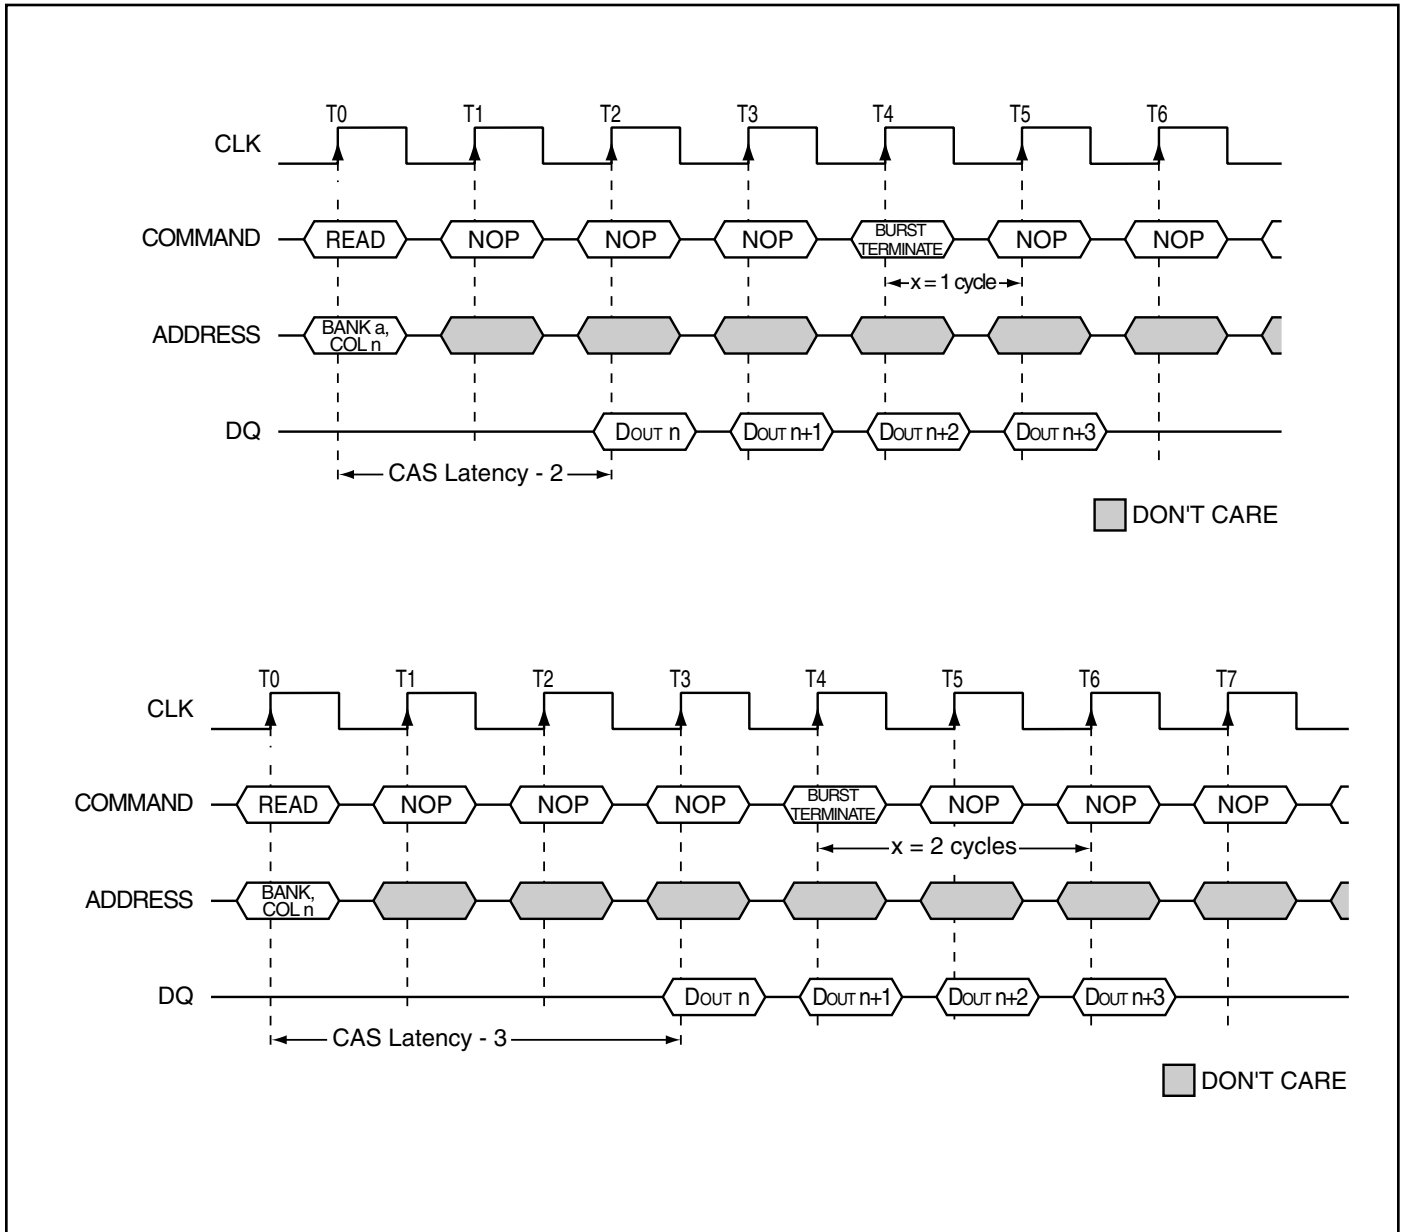 T0 T1 T2 T3 T4 T5 T6
CLK
COMMAND READ NOP NOP NOP BURST TERMINATE NOP NOP
x = 1 cycle
ADDRESS BANK a, COL n
DQ DOUT n DOUT n+1 DOUT n+2 DOUT n+3
CAS Latency - 2
DON'T CARE
T0 T1 T2 T3 T4 T5 T6 T7
CLK
COMMAND READ NOP NOP NOP BURST TERMINATE NOP NOP NOP
x = 2 cycles
ADDRESS BANK, COL n
DQ DOUT n DOUT n+1 DOUT n+2 DOUT n+3
CAS Latency - 3
DON'T CARE